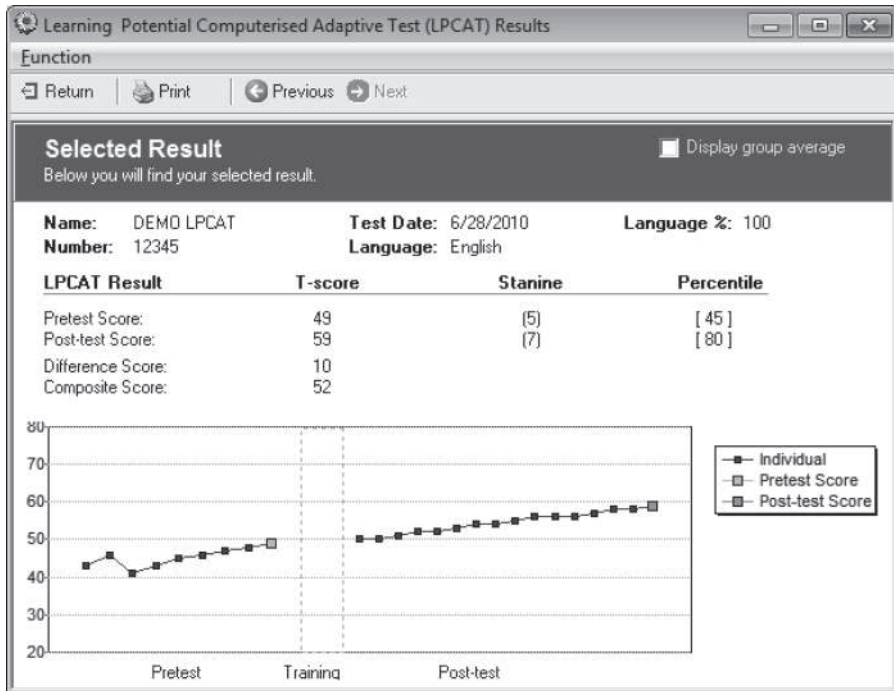 Learning Potential Computerised Adaptive Test (LPCAT) Results
Function
Return Print Previous Next
Selected Result
Display group average
Below you will find your selected result.
Name: DEMO LPCAT Test Date: 6/28/2010 Language %: 100
Number: 12345 Language: English
LPCAT Result T-score Stanine Percentile
Pretest Score: 49 (5) [ 45 ]
Post-test Score: 59 (7) [ 80 ]
Difference Score: 10
Composite Score: 52
80
70
60
50
40
30
20
Individual
Pretest Score
Post-test Score
Pretest Training Post-test